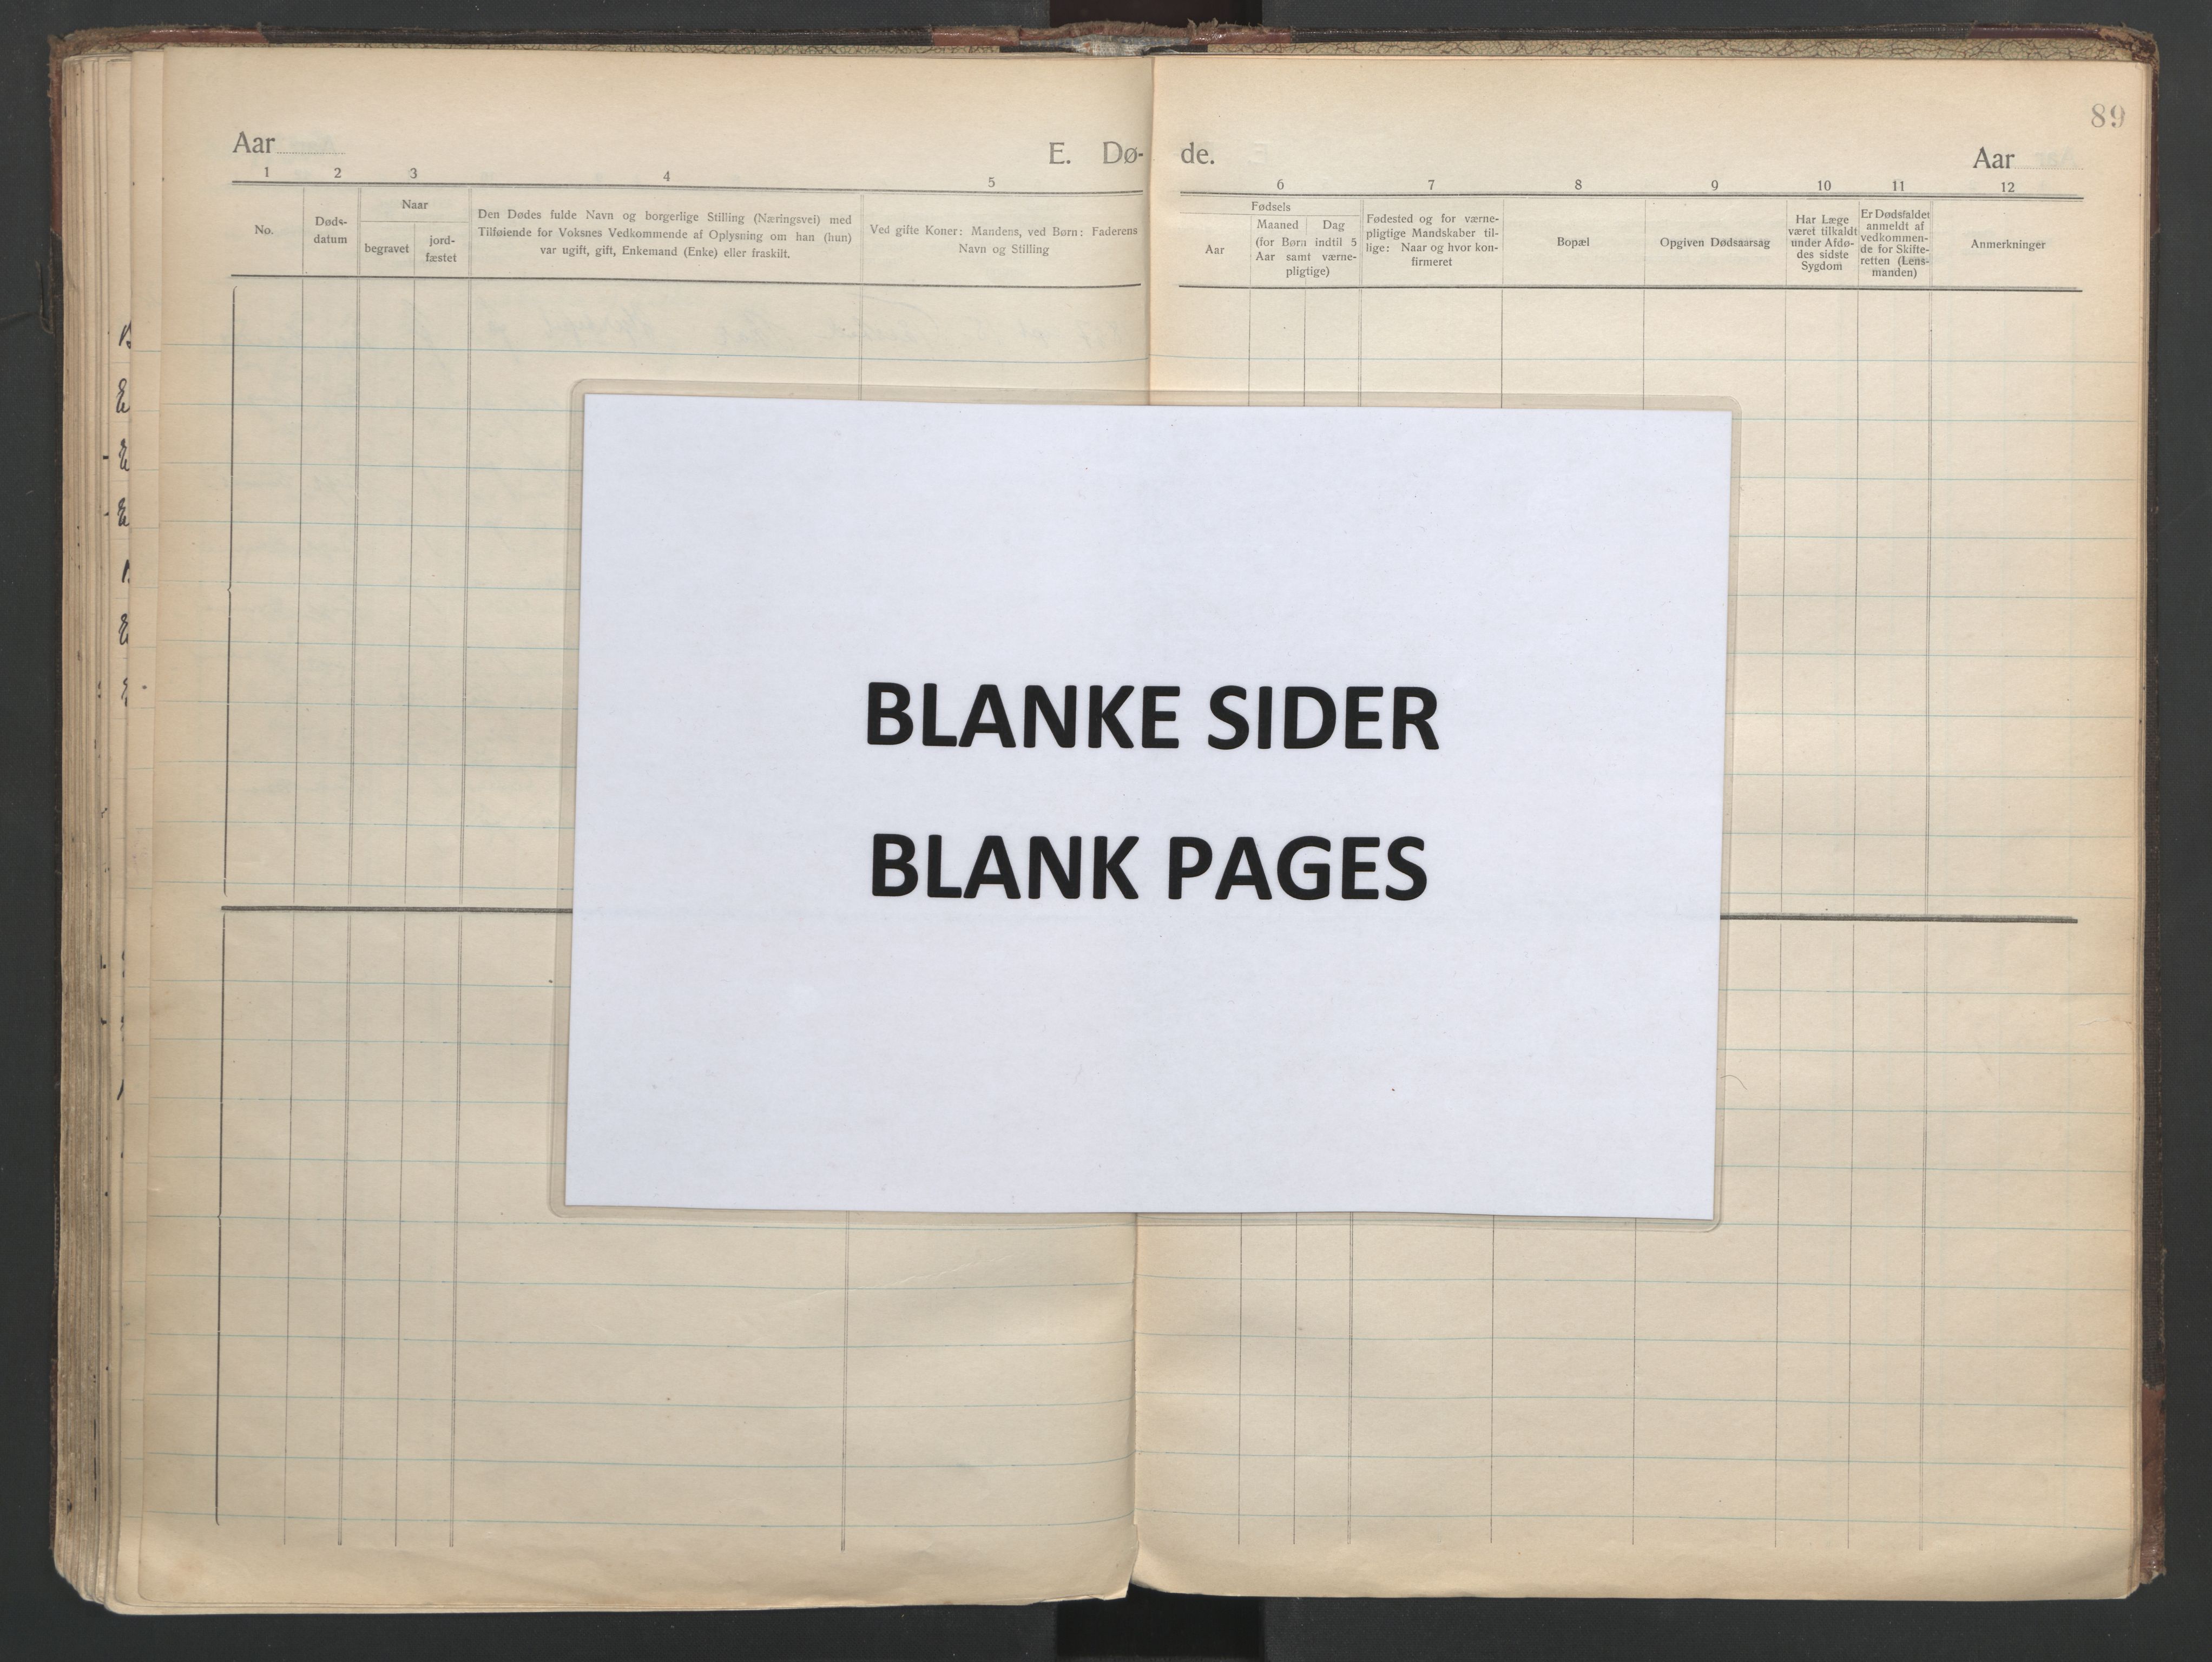 89
Aar
E. Dø-
de.
Aar
1 2 3 4 5
6 7 8 9 10 11 12
No.
Døds-
datum
Naar
begravet
jord-
fæstet
Den Dødes fulde Navn og borgerlige Stilling (Næringsvei) med
Tilføiende for Voksnes Vedkommende af Oplysning om han (hun)
var ugift, gift, Enkemand (Enke) eller fraskilt.
Ved gifte Koner: Mandens, ved Børn: Faderens
Navn og Stilling
Fødsels
Aar
Maaned Dag
(for Børn indtil 5
Aar samt værne-
pligtige)
Fødested og for værne-
pligtige Mandskaber til-
lige: Naar og hvor kon-
firmeret
Bopæl
Opgiven Dødsaarsag
Har Læge
været tilkaldt
under Afdø-
des sidste
Sygdom
Er Dødsfaldet
anmeldt af
vedkommen-
de for Skifte-
retten (Lens-
manden)
Anmerkninger
BLANKE SIDER
BLANK PAGES